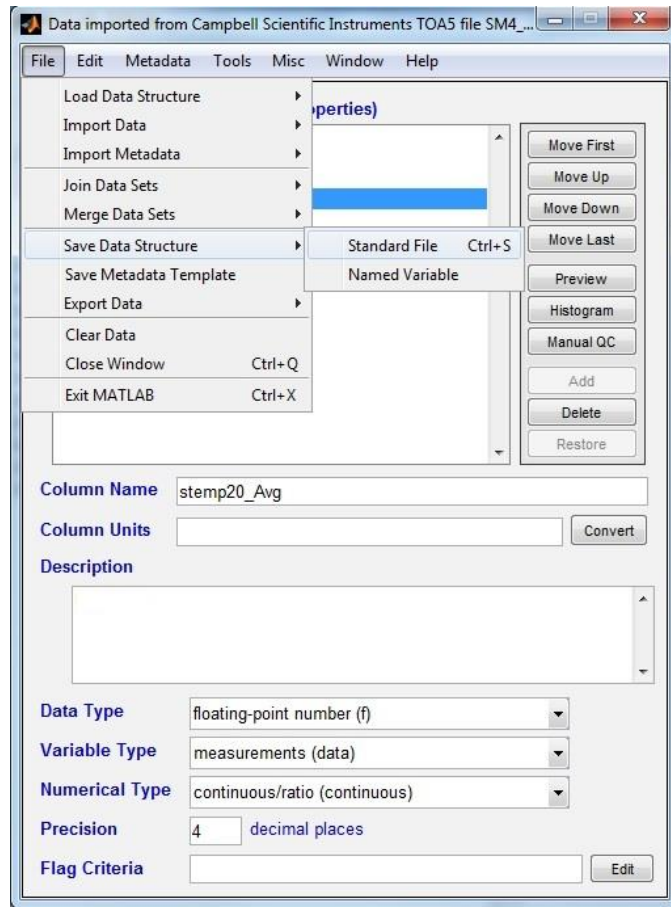 Data imported from Campbell Scientific Instruments TOA5 file SM4_...
File Edit Metadata Tools Misc Window Help
Load Data Structure
Import Data
Import Metadata
Join Data Sets
Merge Data Sets
Save Data Structure
Save Metadata Template
Export Data
Clear Data
Close Window Ctrl+Q
Exit MATLAB Ctrl+X
Standard File Ctrl+S
Named Variable
operties)
Move First
Move Up
Move Down
Move Last
Preview
Histogram
Manual QC
Add
Delete
Restore
Column Name stemp20_Avg
Column Units Convert
Description
Data Type floating-point number (f)
Variable Type measurements (data)
Numerical Type continuous/ratio (continuous)
Precision 4 decimal places
Flag Criteria Edit